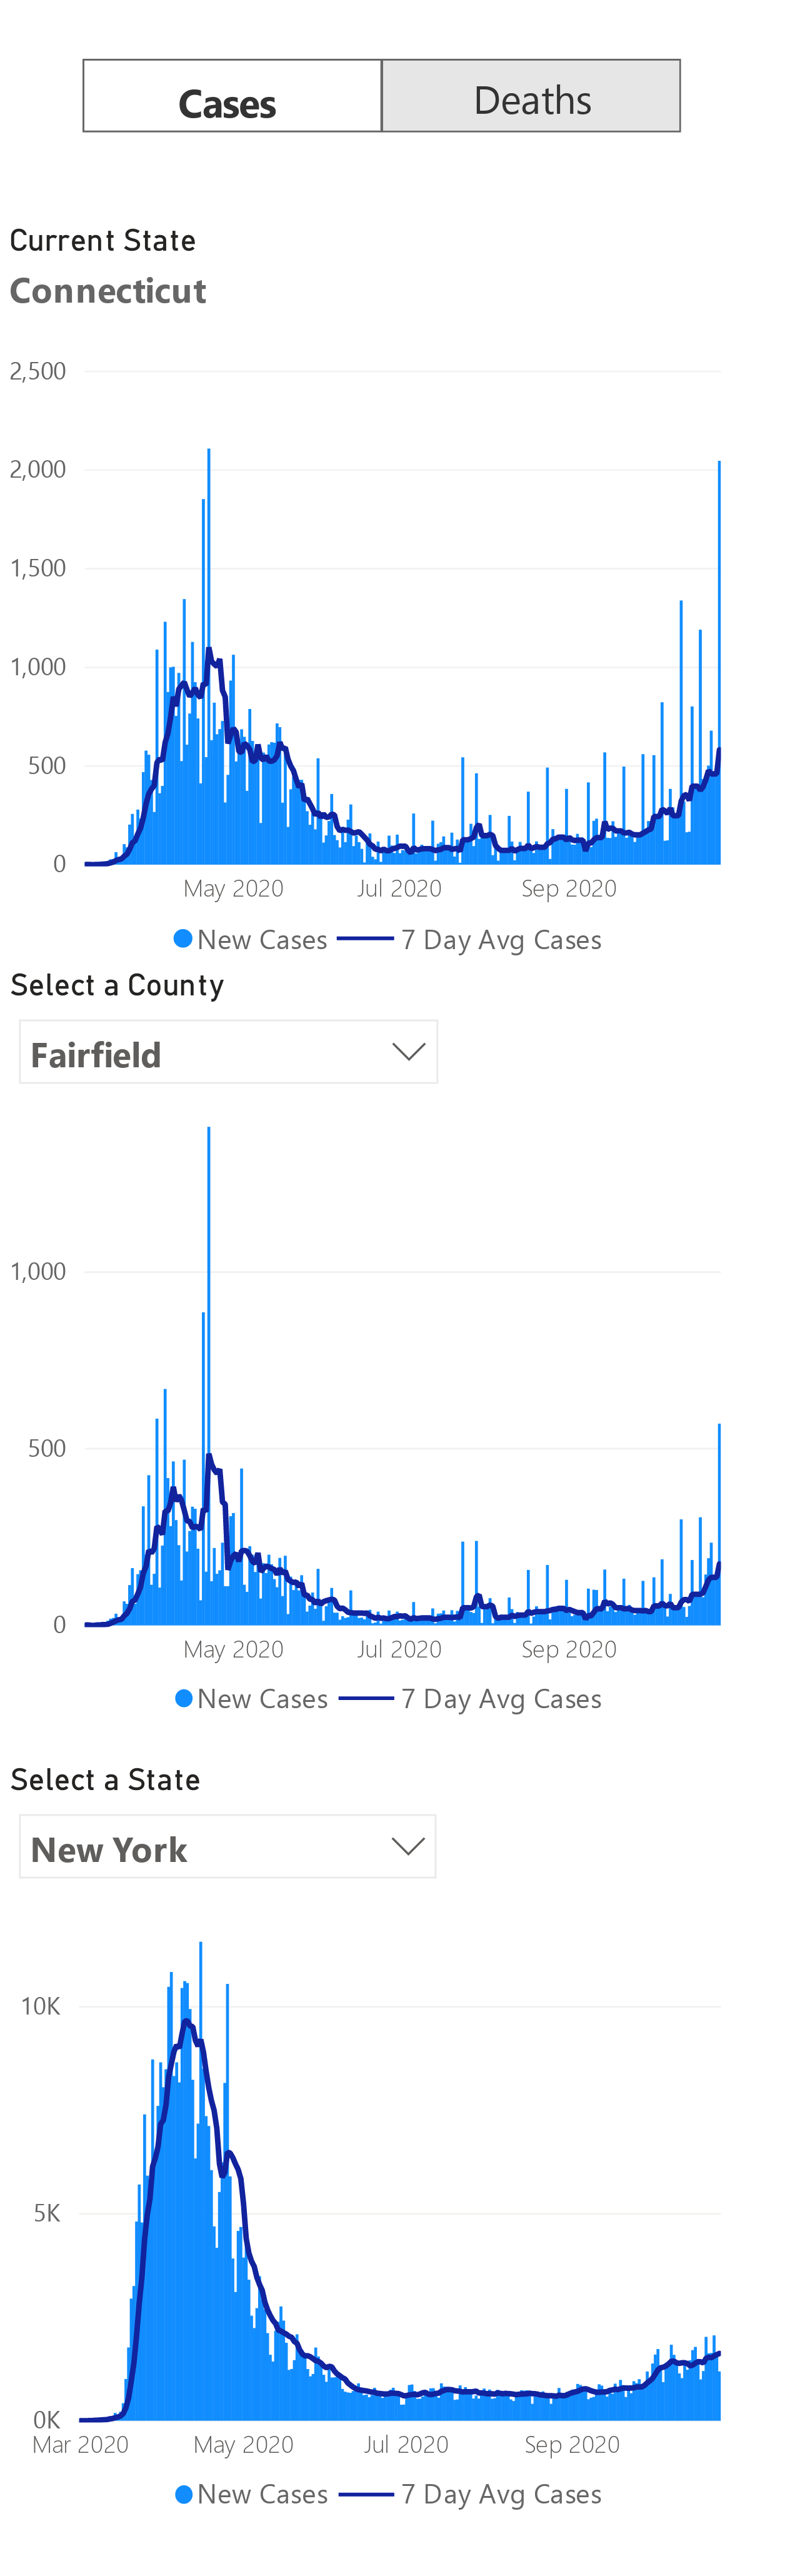 Cases Deaths
Current State
Connecticut
2,500
2,000
1,500
1,000
500
0
May 2020 Jul 2020 Sep 2020
New Cases 7 Day Avg Cases
Select a County
Fairfield
1,000
500
0
May 2020 Jul 2020 Sep 2020
New Cases 7 Day Avg Cases
Select a State
New York
10K
5K
0K
Mar 2020 May 2020 Jul 2020 Sep 2020
New Cases 7 Day Avg Cases